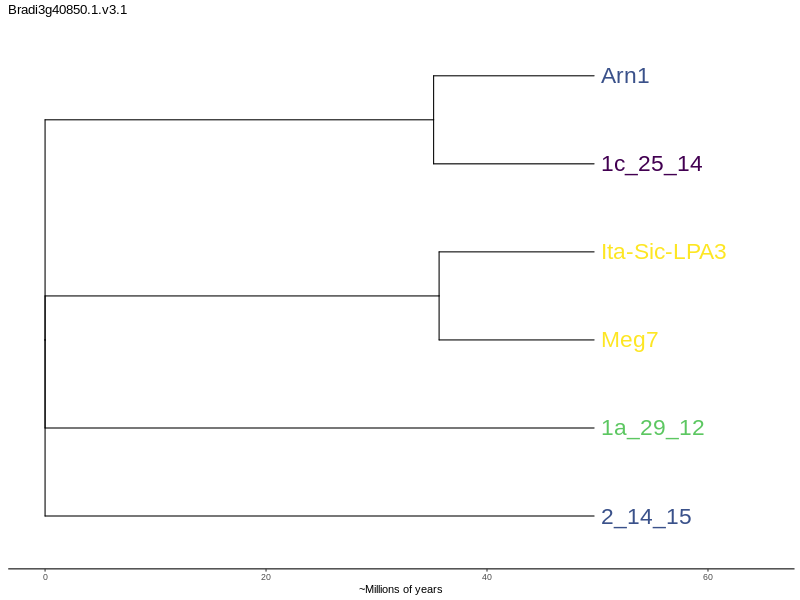 Bradi3g40850.1.v3.1
Arn1
1c_25_14
Ita-Sic-LPA3
Meg7
1a_29_12
2_14_15
0 20 40 60
~Millions of years